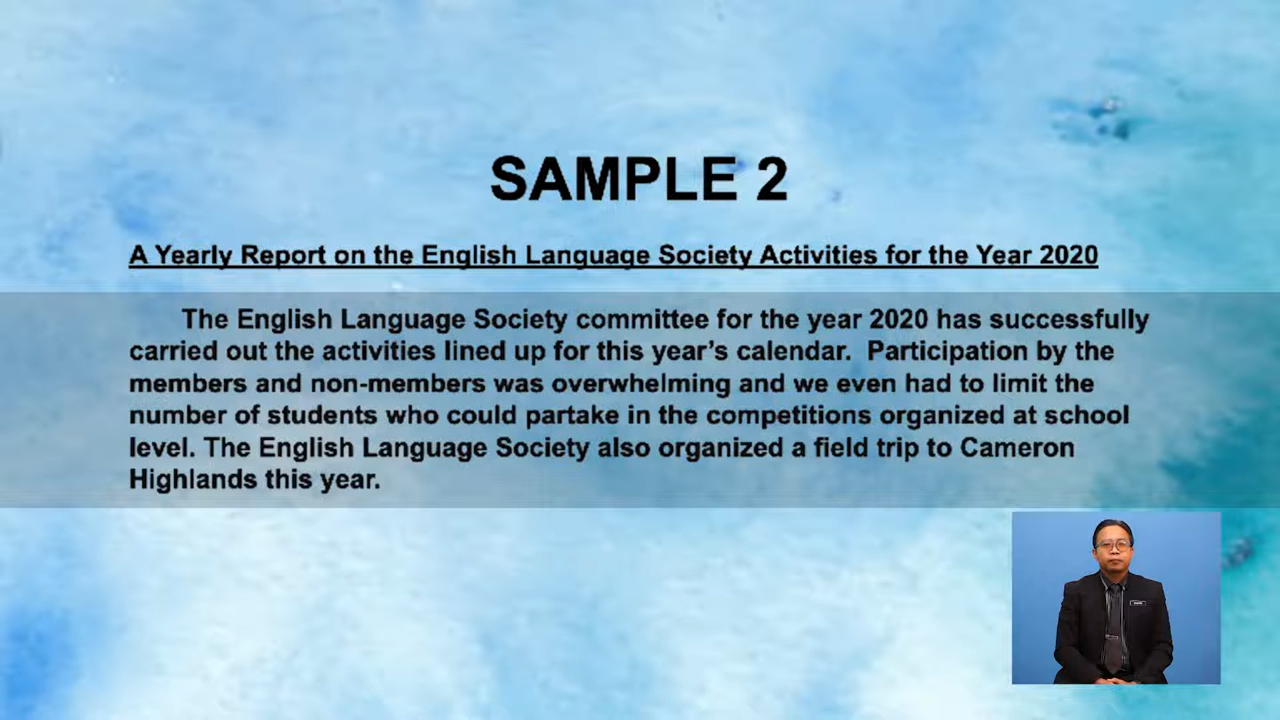 SAMPLE 2
A Yearly Report on the English Language Society Activities for the Year 2020
The English Language Society committee for the year 2020 has successfully
carried out the activities lined up for this year's calendar. Participation by the
members and non-members was overwhelming and we even had to limit the
number of students who could partake in the competitions organized at school
level. The English Language Society also organized a field trip to Cameron
Highlands this year.